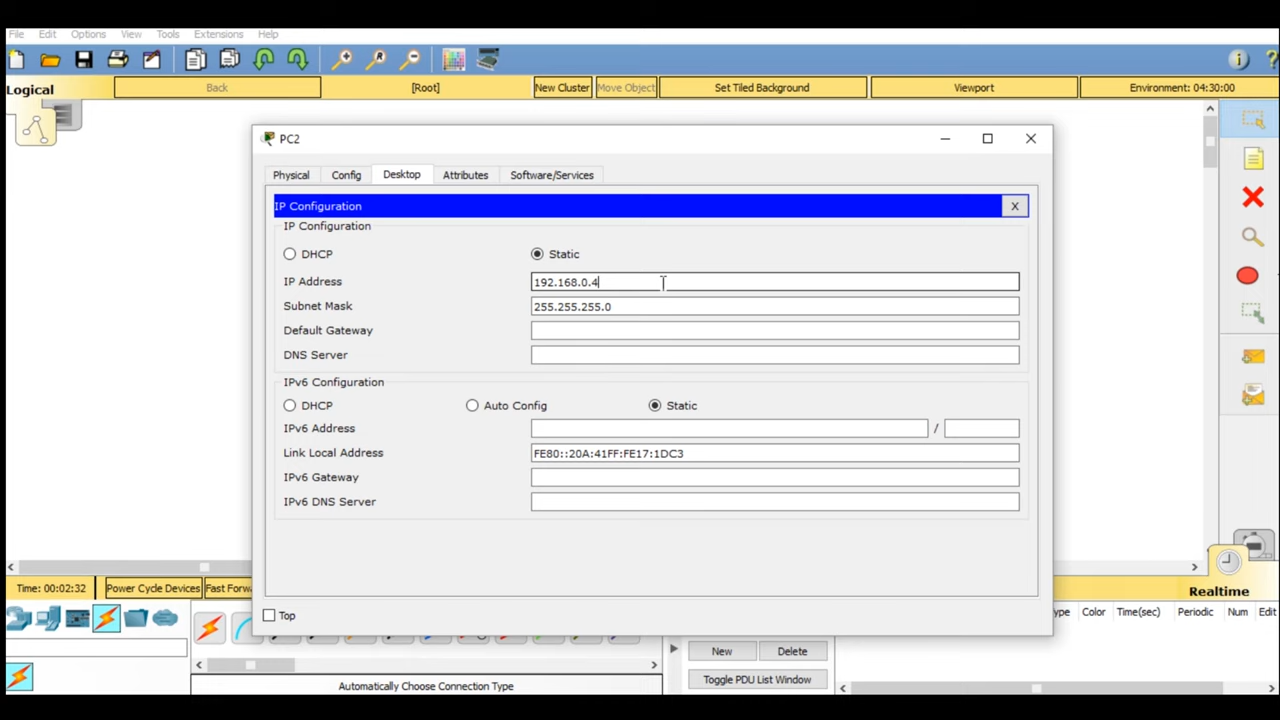 File Edit Options View Tools Extensions Help
Logical
Back
[Root]
New Cluster
Move Object
Set Tiled Background
Viewport
Environment: 04:30:00
PC2
Physical
Config
Desktop
Attributes
Software/Services
IP Configuration
X
IP Configuration
DHCP
Static
IP Address
192.168.0.4
Subnet Mask
255.255.255.0
Default Gateway
DNS Server
IPv6 Configuration
DHCP
Auto Config
Static
IPv6 Address
/
Link Local Address
FE80::20A:41FF:FE17:1DC3
IPv6 Gateway
IPv6 DNS Server
Top
Time: 00:02:32
Power Cycle Devices
Fast Forw
Realtime
ype Color Time(sec) Periodic Num Edit
New
Delete
Toggle PDU List Window
Automatically Choose Connection Type